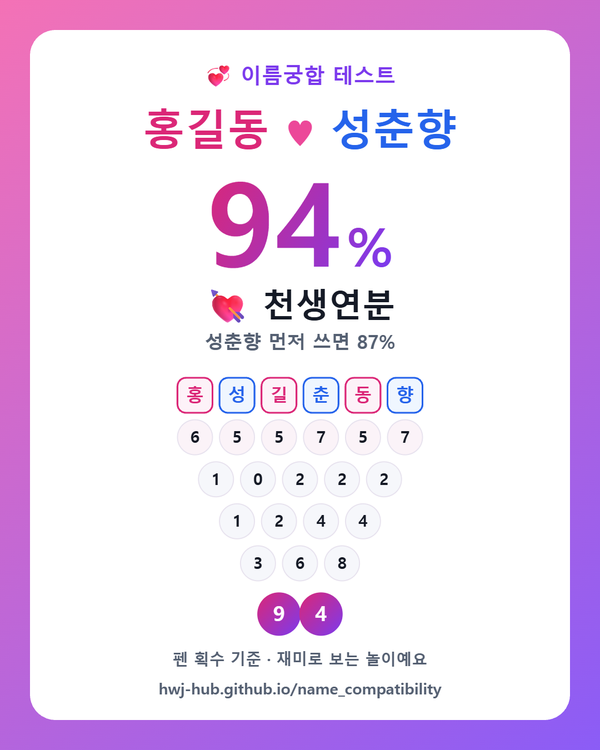 💞 이름궁합 테스트
홍길동 ♥ 성춘향
94%
💘 천생연분
성춘향 먼저 쓰면 87%
홍 성 길 춘 동 향
6 5 5 7 5 7
1 0 2 2 2
1 2 4 4
3 6 8
9 4
펜 획수 기준 · 재미로 보는 놀이예요
hwj-hub.github.io/name_compatibility